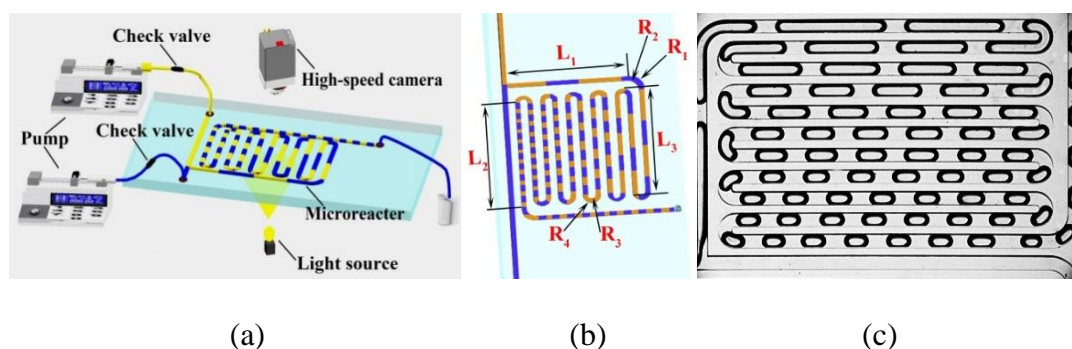 Check valve
High-speed camera
Pump
Check valve
Microreacter
Light source
(a)
R2
R1
L1
L2
L3
R4
R3
(b)
(c)